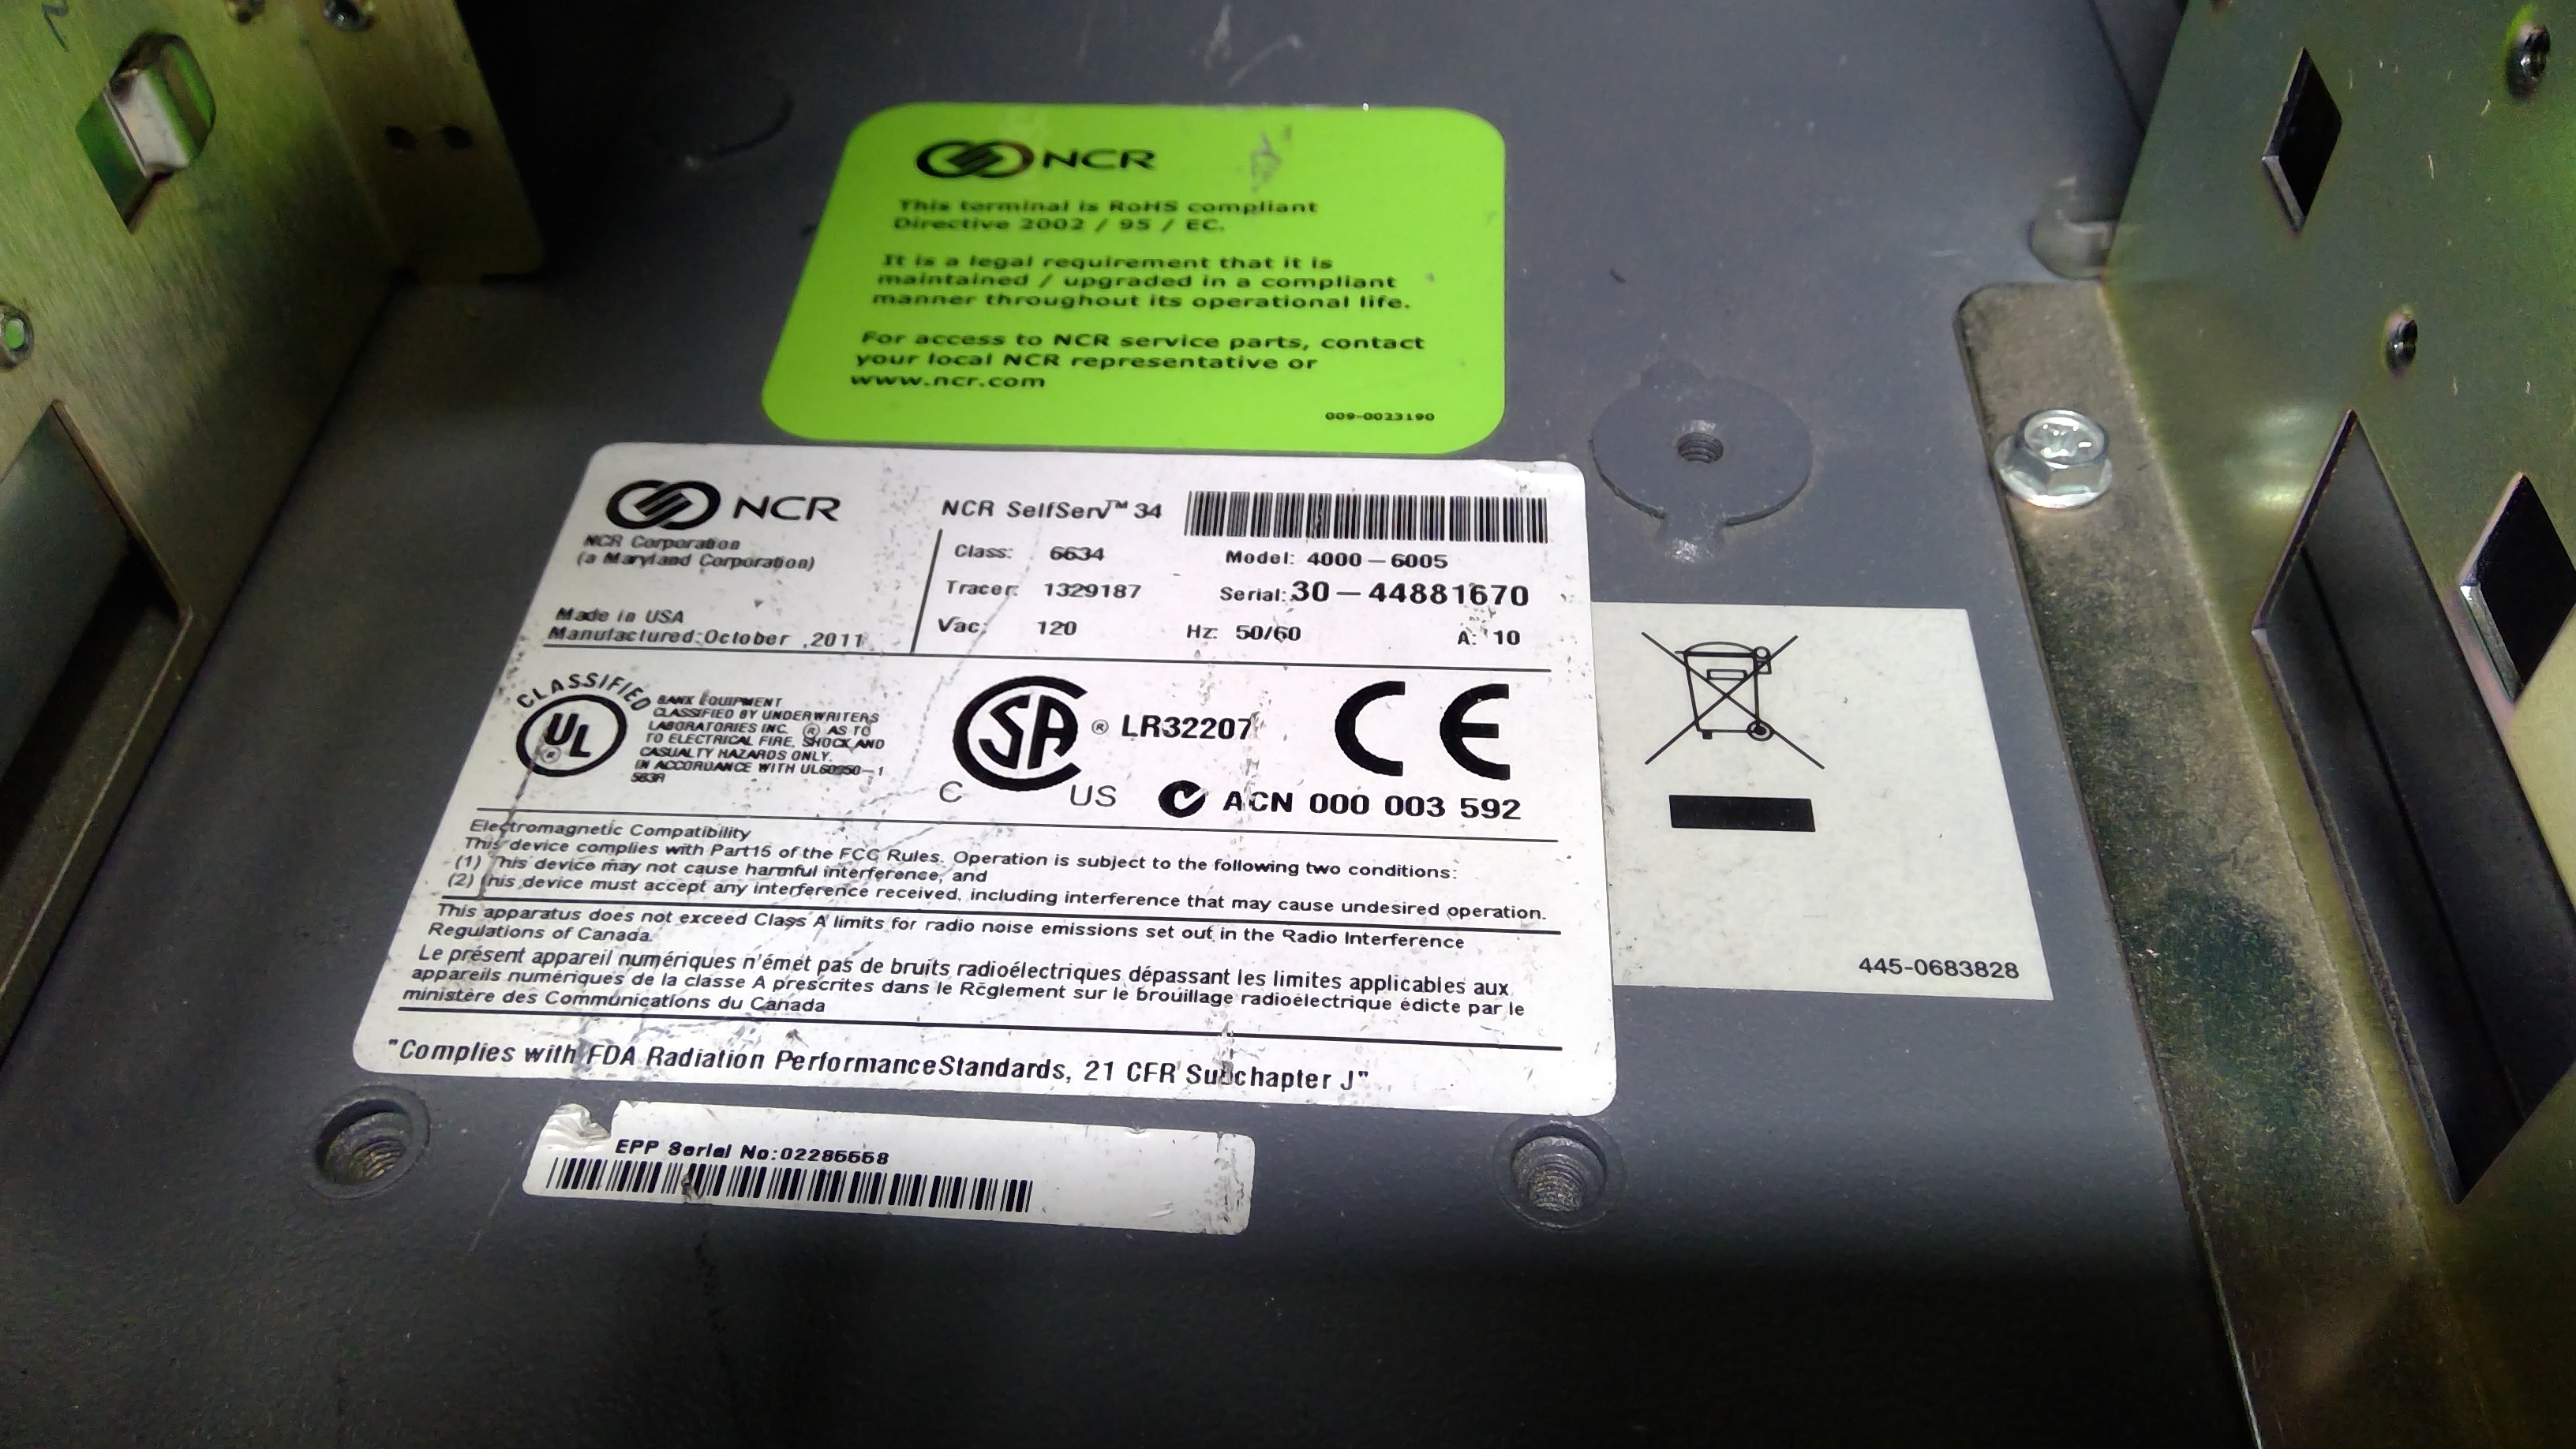 NCR
This terminal is RoHS compliant
Directive 2002 / 95 / EC.
It is a legal requirement that it is
maintained / upgraded in a compliant
manner throughout its operational life.
For access to NCR service parts, contact
your local NCR representative or
www.ncr.com
009-0023190
NCR
NCR Corporation
(a Maryland Corporation)
Made in USA
Manufactured:October ,2011
NCR SelfServ™ 34
Class: 6634
Model: 4000-6005
Tracer: 1329187
Serial: 30-44881670
Vac: 120
Hz: 50/60
A: 10
CLASSIFIED
UL®
BANK EQUIPMENT
CLASSIFIED BY UNDERWRITERS
LABORATORIES INC. ® AS TO
TO ELECTRICAL FIRE, SHOCK AND
CASUALTY HAZARDS ONLY.
IN ACCORDANCE WITH UL60950-1
C SA US ® LR32207
CE
ACN 000 003 592
Electromagnetic Compatibility
This device complies with Part15 of the FCC Rules. Operation is subject to the following two conditions:
(1) This device may not cause harmful interference, and
(2) this device must accept any interference received, including interference that may cause undesired operation.
This apparatus does not exceed Class A limits for radio noise emissions set out in the Radio Interference
Regulations of Canada.
Le présent appareil numériques n'émet pas de bruits radioélectriques dépassant les limites applicables aux
appareils numériques de la classe A prescrites dans le Rčglement sur le brouillage radioélectrique édicte par le
ministère des Communications du Canada
"Complies with FDA Radiation PerformanceStandards, 21 CFR Subchapter J"
445-0683828
EPP Serial No: